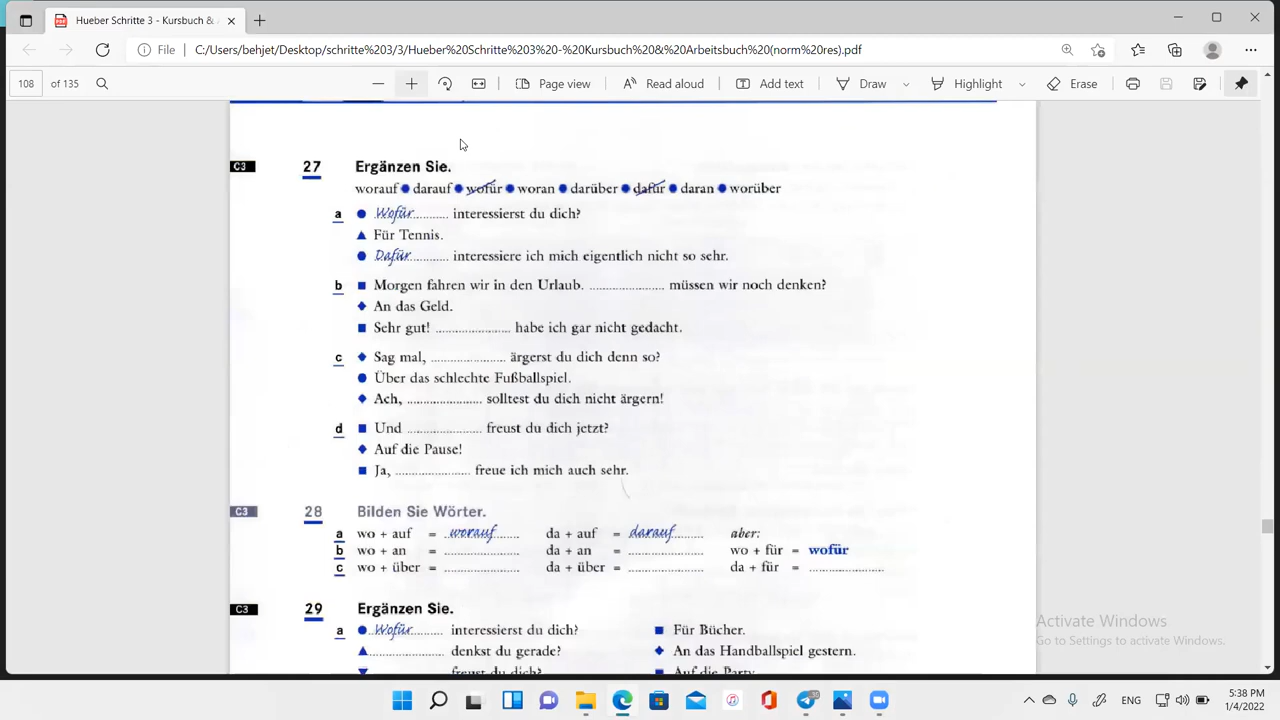 Hueber Schritte 3 - Kursbuch &
File C:/Users/behjet/Desktop/schritte%203/3/Hueber%20Schritte%203%20-%20Kursbuch%20&%20Arbeitsbuch%20(norm%20res).pdf
108 of 135 Page view Read aloud Add text Draw Highlight Erase
C3 27 Ergänzen Sie.
worauf ● darauf ● wofür ● woran ● darüber ● dafür ● daran ● worüber
a ● Wofür interessierst du dich?
▲ Für Tennis.
● Dafür interessiere ich mich eigentlich nicht so sehr.
b ■ Morgen fahren wir in den Urlaub. .................. müssen wir noch denken?
◆ An das Geld.
■ Sehr gut! .................. habe ich gar nicht gedacht.
c ◆ Sag mal, .................. ärgerst du dich denn so?
● Über das schlechte Fußballspiel.
◆ Ach, .................. solltest du dich nicht ärgern!
d ■ Und .................. freust du dich jetzt?
◆ Auf die Pause!
■ Ja, .................. freue ich mich auch sehr.
C3 28 Bilden Sie Wörter.
a wo + auf = worauf da + auf = darauf aber:
b wo + an = .................. da + an = .................. wo + für = wofür
c wo + über = .................. da + über = .................. da + für = ..................
C3 29 Ergänzen Sie.
a ● Wofür interessierst du dich? ■ Für Bücher.
▲ .................. denkst du gerade? ◆ An das Handballspiel gestern.
▼ .................. freust du dich? ■ Auf die Party.
Activate Windows
Go to Settings to activate Windows.
ENG 5:38 PM
1/4/2022